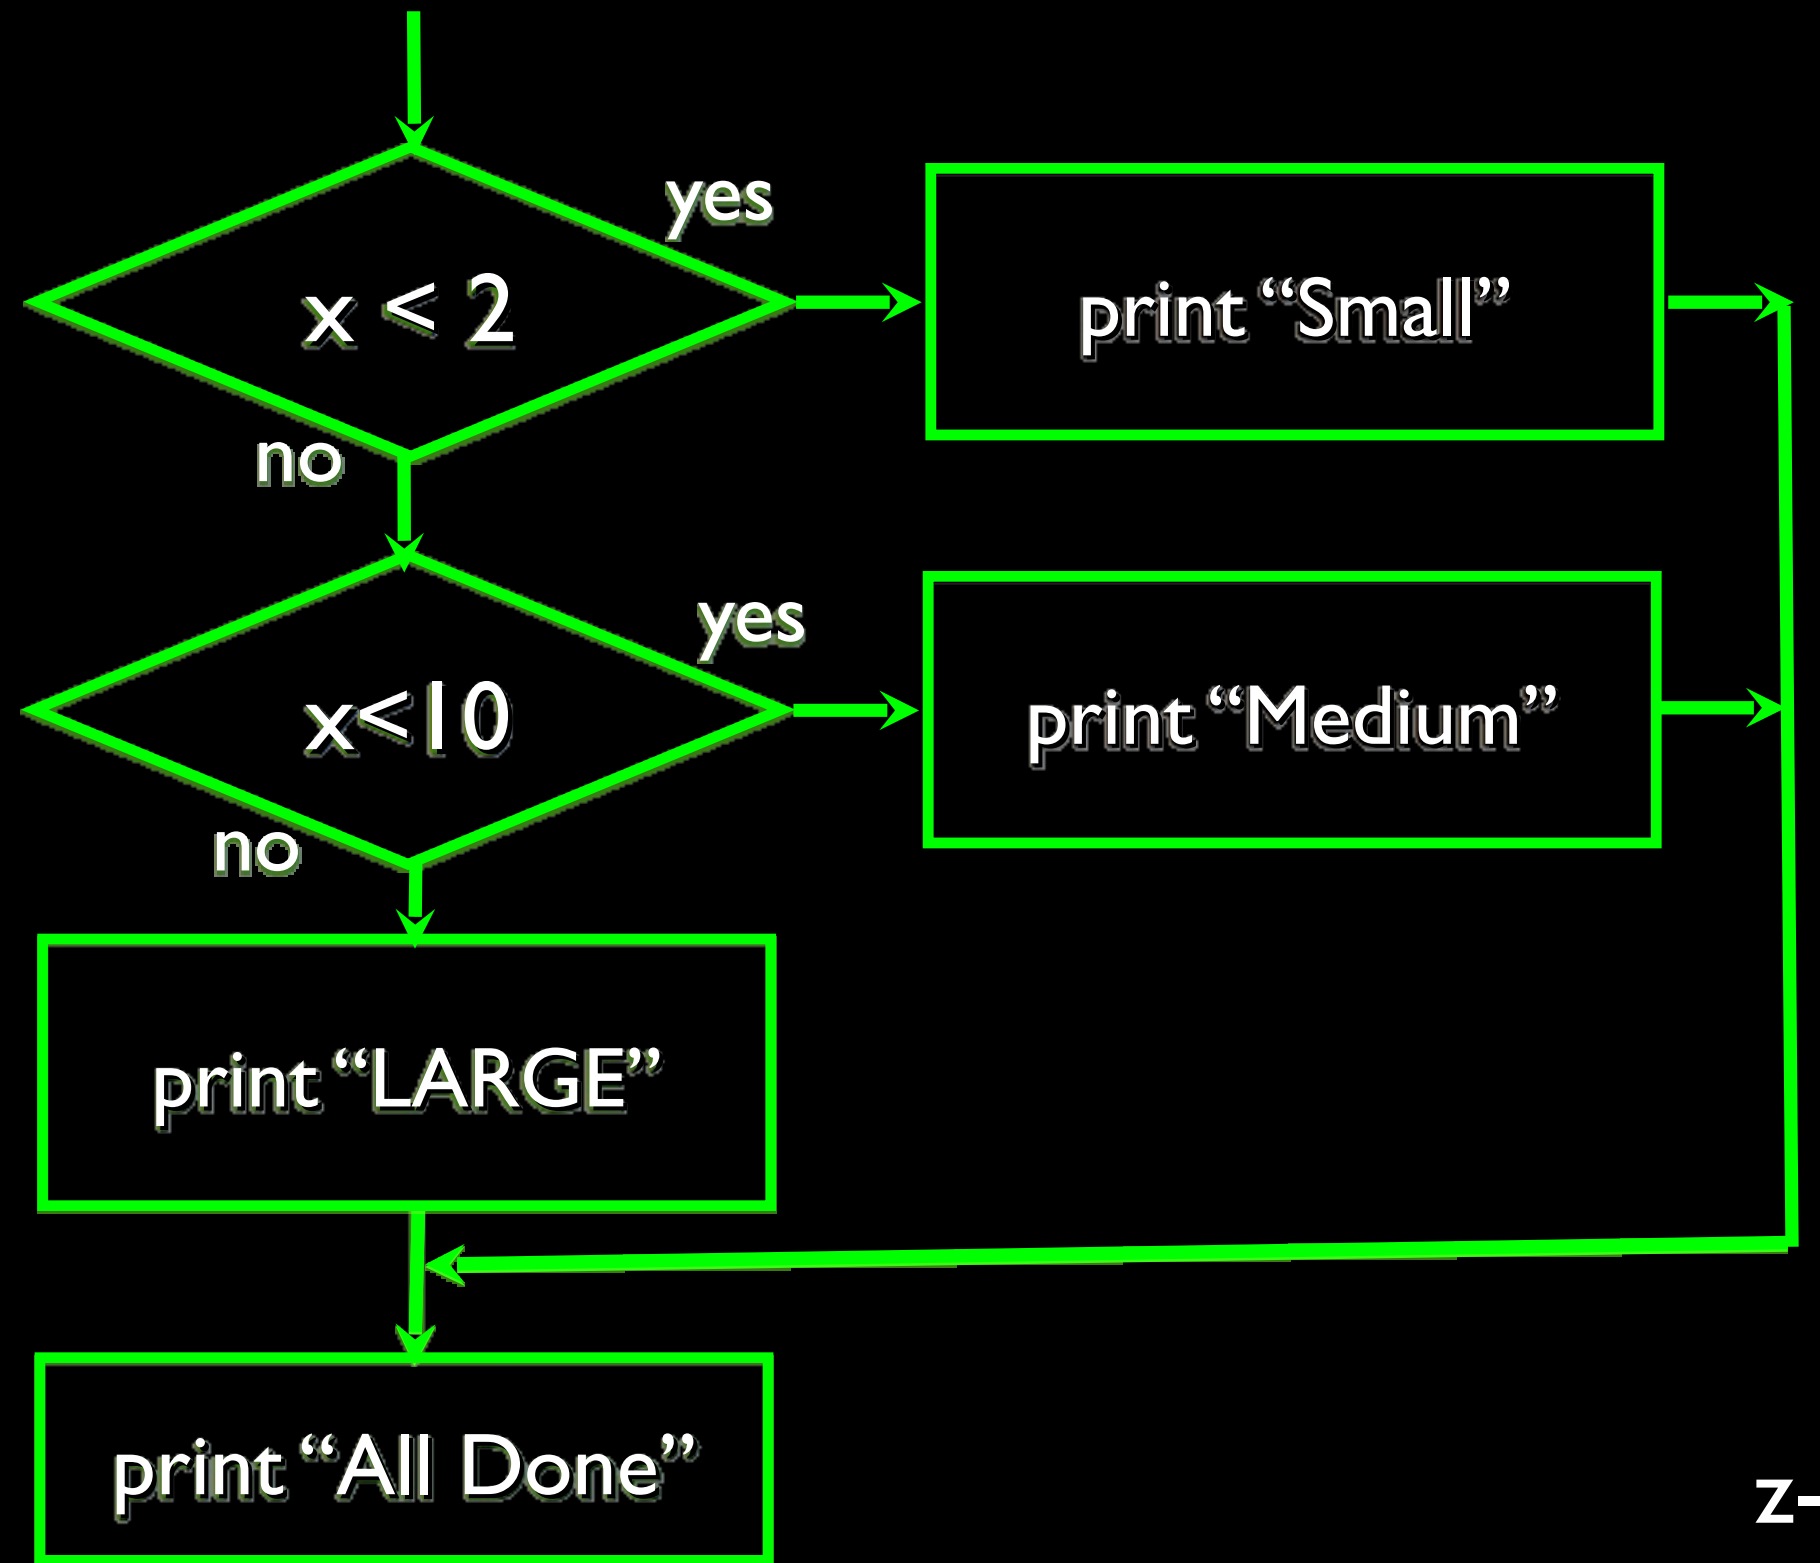 yes
x < 2
print “Small”
no
yes
x<10
print “Medium”
no
print “LARGE”
print “All Done”
z-